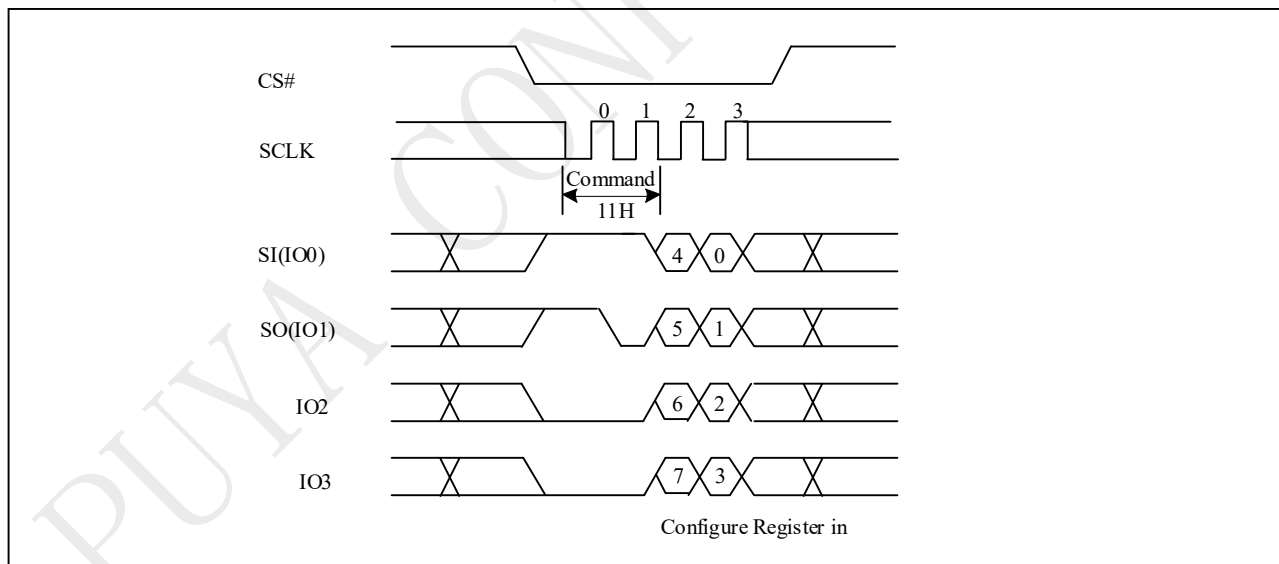 CS#
0 1 2 3
SCLK
Command
11H
SI(IO0)
4 0
SO(IO1)
5 1
IO2
6 2
IO3
7 3
Configure Register in
PUYA CONF